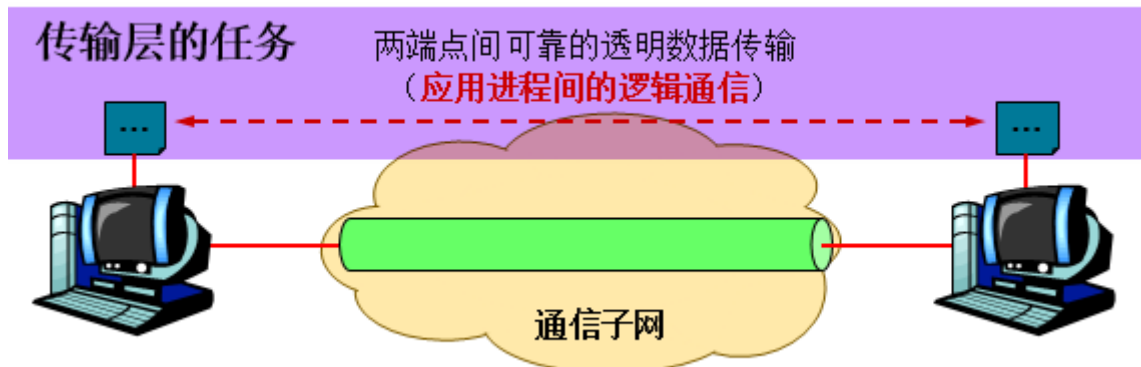 传输层的任务
两端点间可靠的透明数据传输
（应用进程间的逻辑通信）
...
...
通信子网